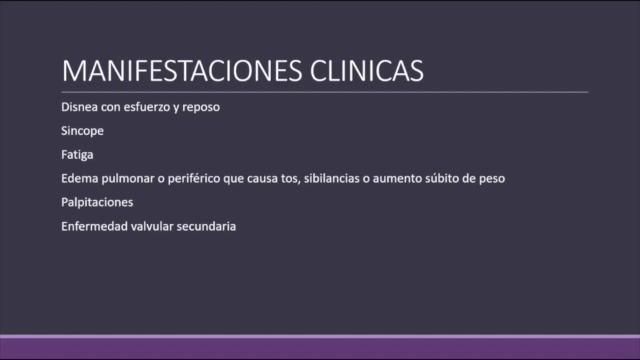 MANIFESTACIONES CLINICAS
Disnea con esfuerzo y reposo
Sincope
Fatiga
Edema pulmonar o periférico que causa tos, sibilancias o aumento súbito de peso
Palpitaciones
Enfermedad valvular secundaria